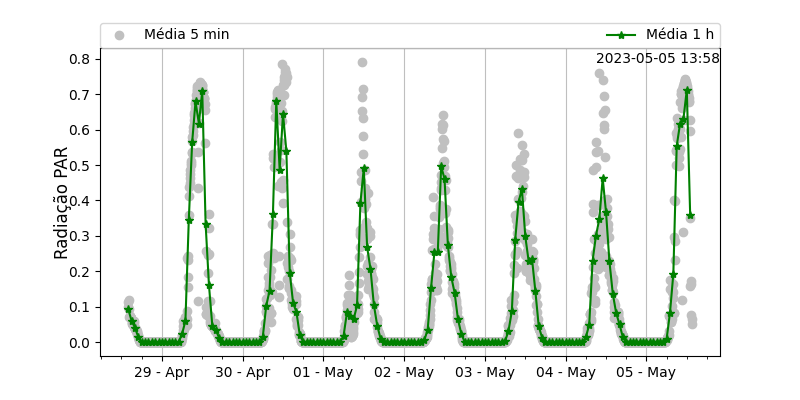 Média 5 min
Média 1 h
2023-05-05 13:58
Radiação PAR
0.8
0.7
0.6
0.5
0.4
0.3
0.2
0.1
0.0
29 - Apr
30 - Apr
01 - May
02 - May
03 - May
04 - May
05 - May